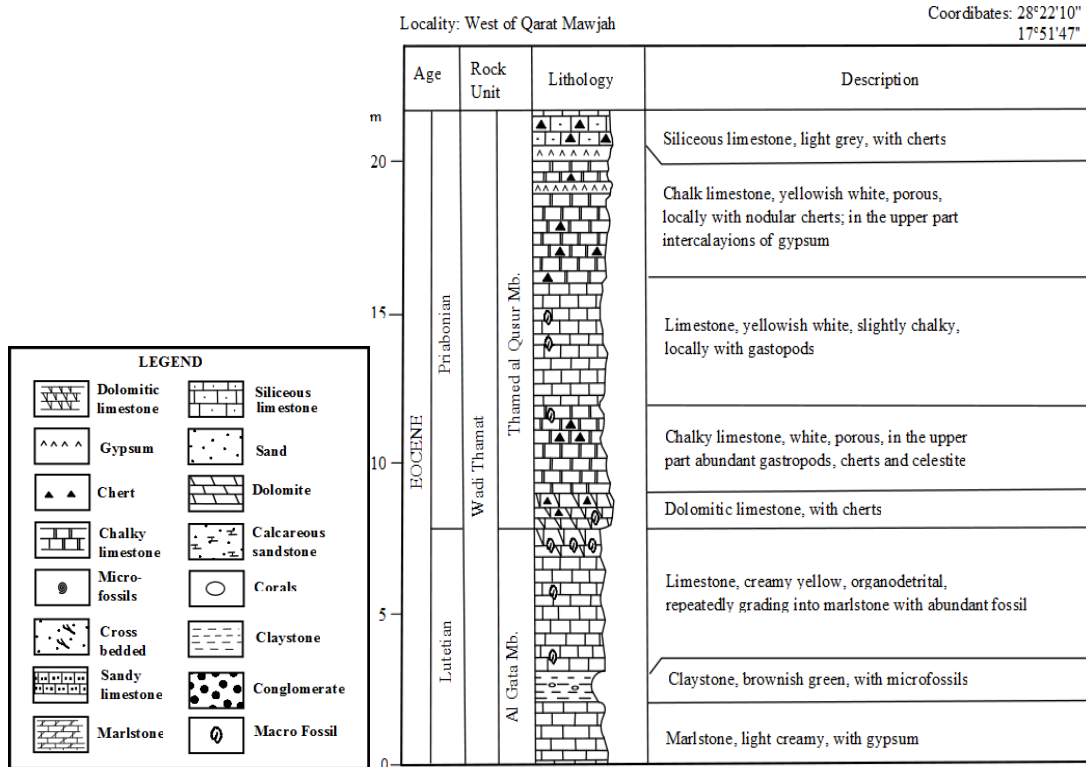 Locality: West of Qarat Mawjah
Coordibates: 28°22'10"
17°51'47"
Age
Rock
Unit
Lithology
Description
m
20
15
10
5
0
EOCENE
Priabonian
Lutetian
Wadi Thamat
Thamed al Qusur Mb.
Al Gata Mb.
Siliceous limestone, light grey, with cherts
Chalk limestone, yellowish white, porous,
locally with nodular cherts; in the upper part
intercalayions of gypsum
Limestone, yellowish white, slightly chalky,
locally with gastopods
Chalky limestone, white, porous, in the upper
part abundant gastropods, cherts and celestite
Dolomitic limestone, with cherts
Limestone, creamy yellow, organodetrital,
repeatedly grading into marlstone with abundant fossil
Claystone, brownish green, with microfossils
Marlstone, light creamy, with gypsum
LEGEND
Dolomitic
limestone
Siliceous
limestone
Gypsum
Sand
Chert
Dolomite
Chalky
limestone
Calcareous
sandstone
Micro-
fossils
Corals
Cross
bedded
Claystone
Sandy
limestone
Conglomerate
Marlstone
Macro Fossil